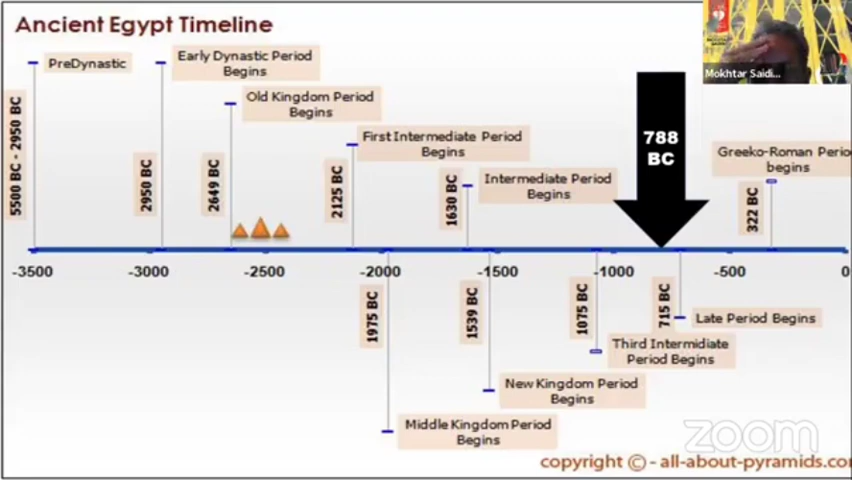 Ancient Egypt Timeline
Mokhtar Saidi...
PreDynastic
Early Dynastic Period
Begins
Old Kingdom Period
Begins
First Intermediate Period
Begins
Intermediate Period
Begins
788
BC
Greeko-Roman Perio
begins
5500 BC - 2950 BC
2950 BC
2649 BC
2125 BC
1630 BC
322 BC
-3500
-3000
-2500
-2000
-1500
-1000
-500
0
1975 BC
1539 BC
1075 BC
715 BC
Late Period Begins
Third Intermidiate
Period Begins
New Kingdom Period
Begins
Middle Kingdom Period
Begins
zoom
copyright © - all-about-pyramids.com